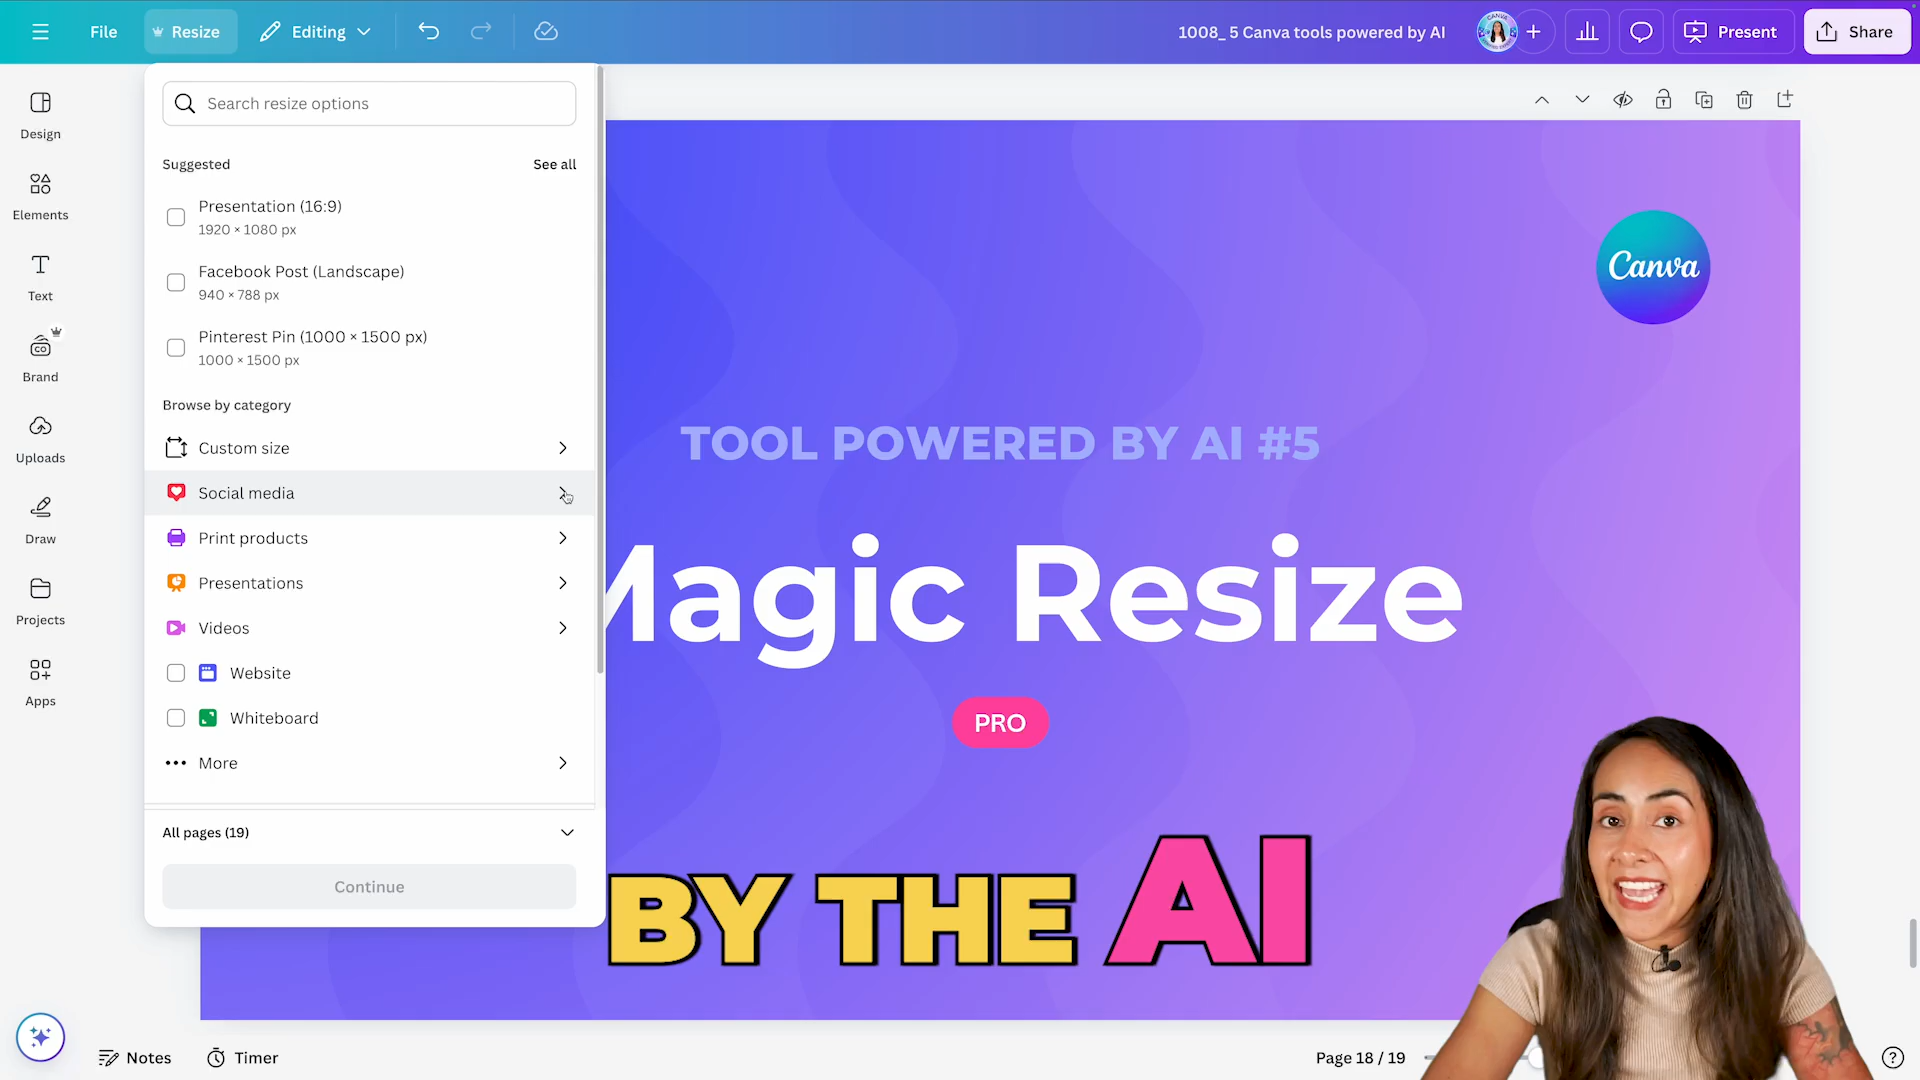 File
Resize
Editing
1008_ 5 Canva tools powered by AI
Present
Share
Design
Elements
Text
Brand
Uploads
Draw
Projects
Apps
Search resize options
Suggested
See all
Presentation (16:9)
1920 × 1080 px
Facebook Post (Landscape)
940 × 788 px
Pinterest Pin (1000 × 1500 px)
1000 × 1500 px
Browse by category
Custom size
Social media
Print products
Presentations
Videos
Website
Whiteboard
More
All pages (19)
Continue
Canva
TOOL POWERED BY AI #5
Magic Resize
PRO
BY THE AI
Notes
Timer
Page 18 / 19